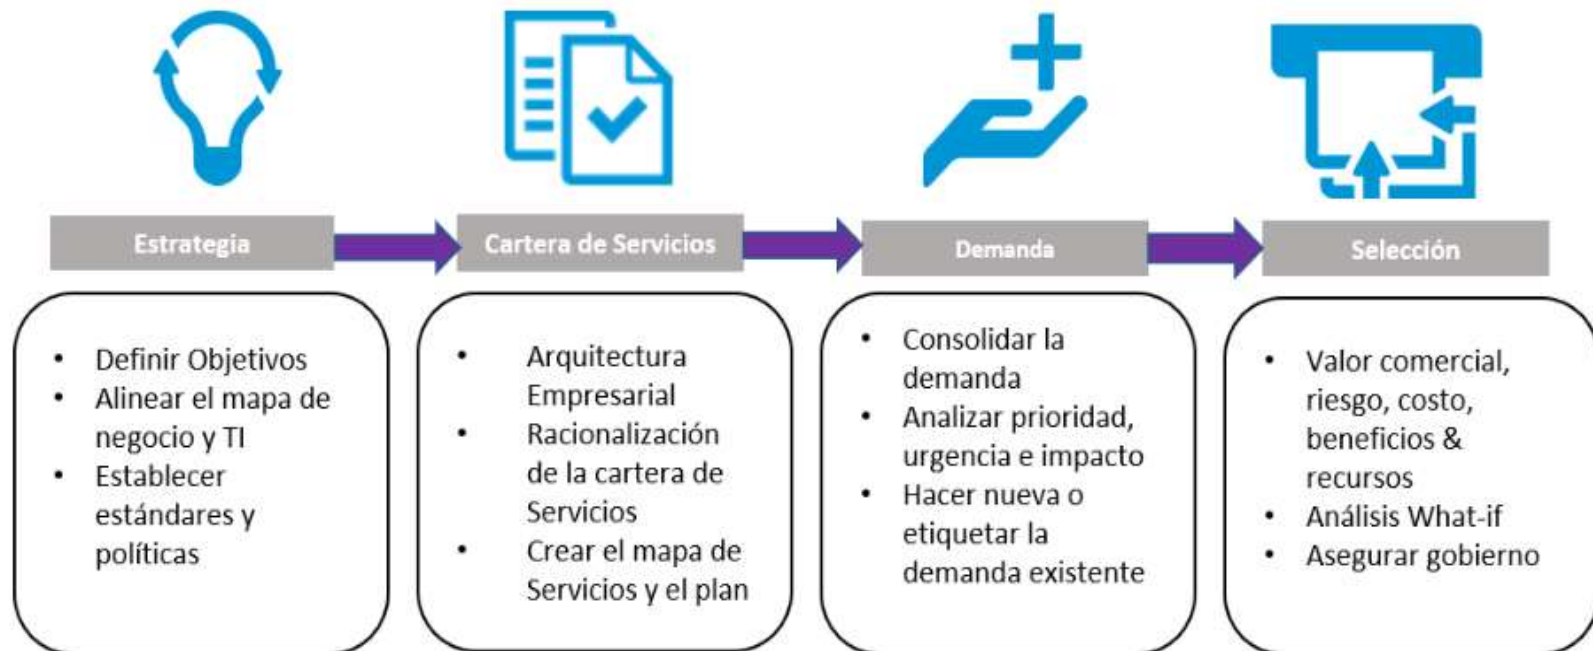 Estrategia
Cartera de Servicios
Demanda
Selección
• Definir Objetivos
• Alinear el mapa de
negocio y TI
• Establecer
estándares y
políticas
• Arquitectura
Empresarial
• Racionalización
de la cartera de
Servicios
• Crear el mapa de
Servicios y el plan
• Consolidar la
demanda
• Analizar prioridad,
urgencia e impacto
• Hacer nueva o
etiquetar la
demanda existente
• Valor comercial,
riesgo, costo,
beneficios &
recursos
• Análisis What-if
• Asegurar gobierno